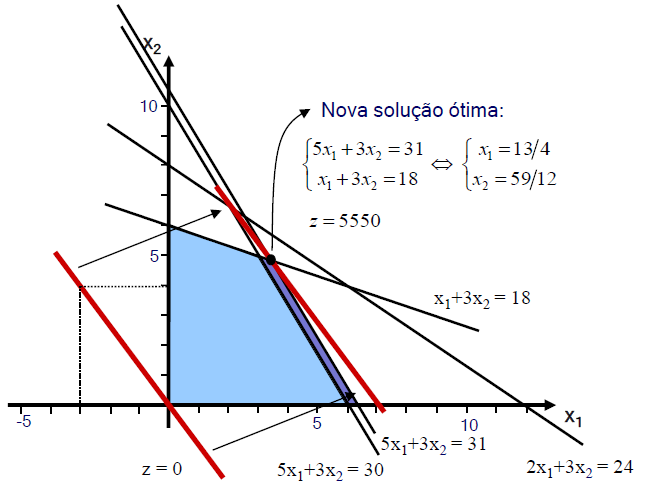 x₂
10
Nova solução ótima:
5x₁ + 3x₂ = 31
x₁ + 3x₂ = 18
⇔
x₁ = 13/4
x₂ = 59/12
z = 5550
5
x₁+3x₂ = 18
-5
5
10
x₁
5x₁+3x₂ = 31
z = 0
5x₁+3x₂ = 30
2x₁+3x₂ = 24